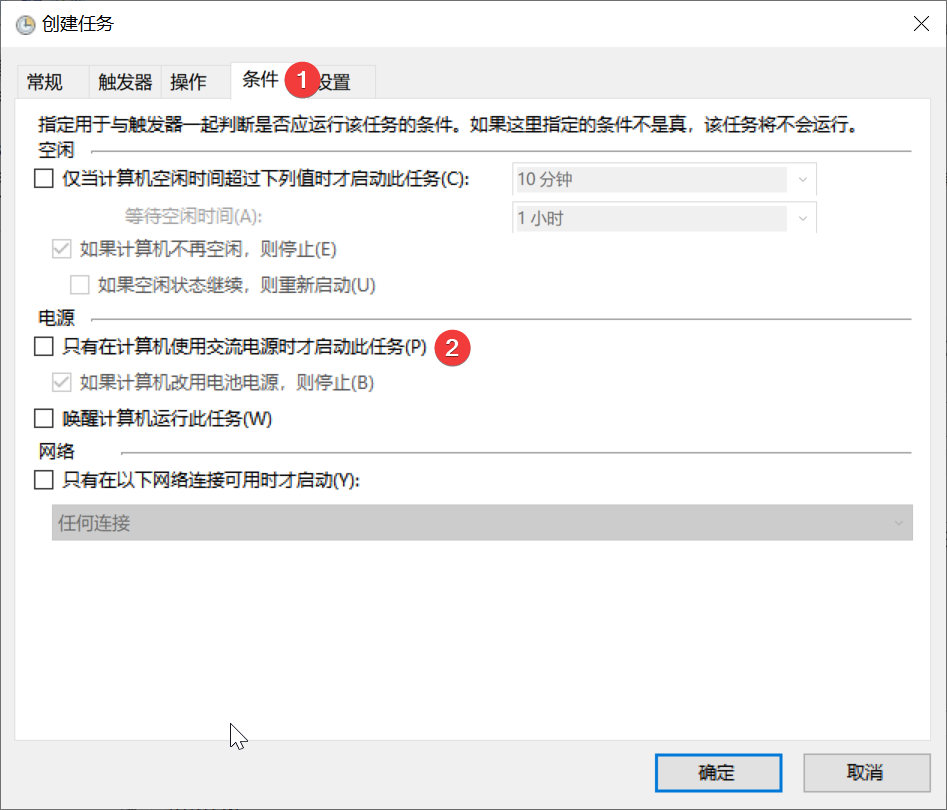 创建任务
常规 触发器 操作 条件 1 设置
指定用于与触发器一起判断是否应运行该任务的条件。如果这里指定的条件不是真，该任务将不会运行。
空闲
仅当计算机空闲时间超过下列值时才启动此任务(C): 10 分钟
等待空闲时间(A): 1 小时
如果计算机不再空闲，则停止(E)
如果空闲状态继续，则重新启动(U)
电源
只有在计算机使用交流电源时才启动此任务(P) 2
如果计算机改用电池电源，则停止(B)
唤醒计算机运行此任务(W)
网络
只有在以下网络连接可用时才启动(Y):
任何连接
确定 取消